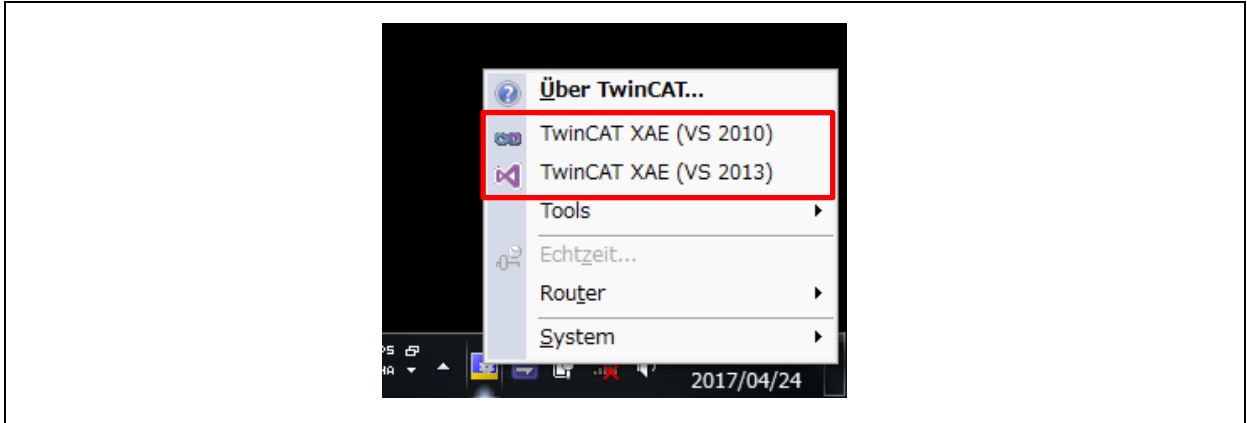 Über TwinCAT...
TwinCAT XAE (VS 2010)
TwinCAT XAE (VS 2013)
Tools
Echtzeit...
Router
System
2017/04/24